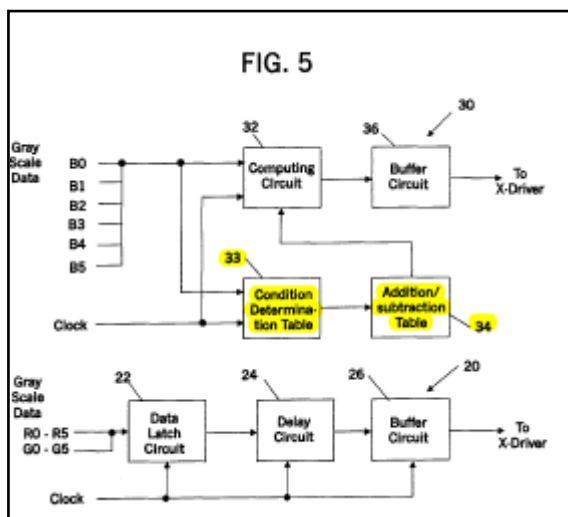 FIG. 5
30
32
36
Gray
Scale
Data
B0
B1
B2
B3
B4
B5
Computing
Circuit
Buffer
Circuit
To
X-Driver
33
Condition
Determina-
tion Table
Addition/
subtraction
Table
34
Clock
Gray
Scale
Data
R0 - R5
G0 - G5
22
24
26
20
Data
Latch
Circuit
Delay
Circuit
Buffer
Circuit
To
X-Driver
Clock